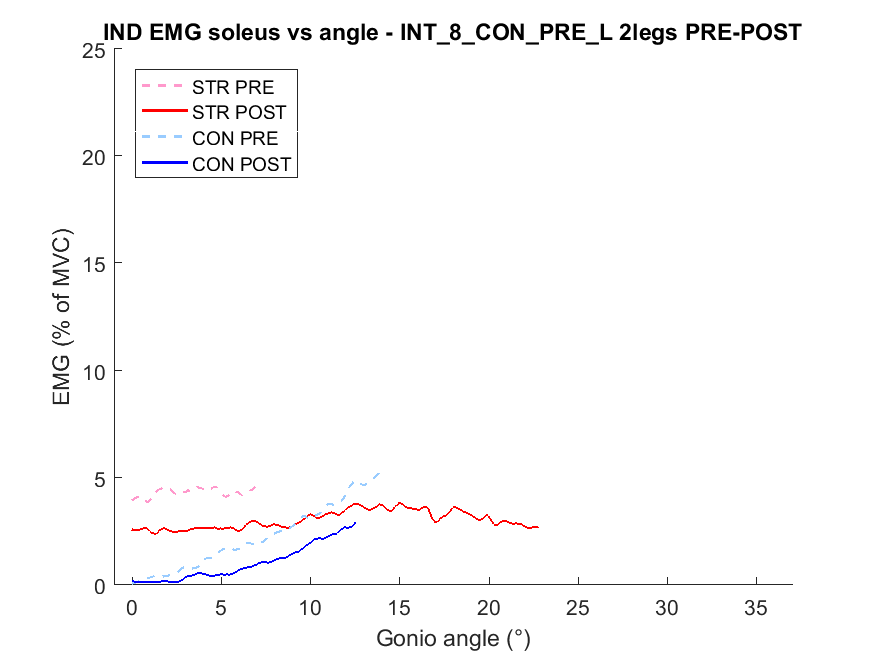 IND EMG soleus vs angle - INT_8_CON_PRE_L 2legs PRE-POST
25
20
15
10
5
0
EMG (% of MVC)
STR PRE
STR POST
CON PRE
CON POST
0 5 10 15 20 25 30 35
Gonio angle (°)